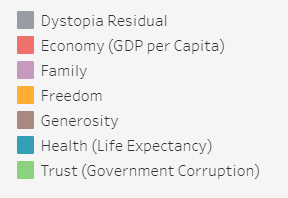 Dystopia Residual
Economy (GDP per Capita)
Family
Freedom
Generosity
Health (Life Expectancy)
Trust (Government Corruption)